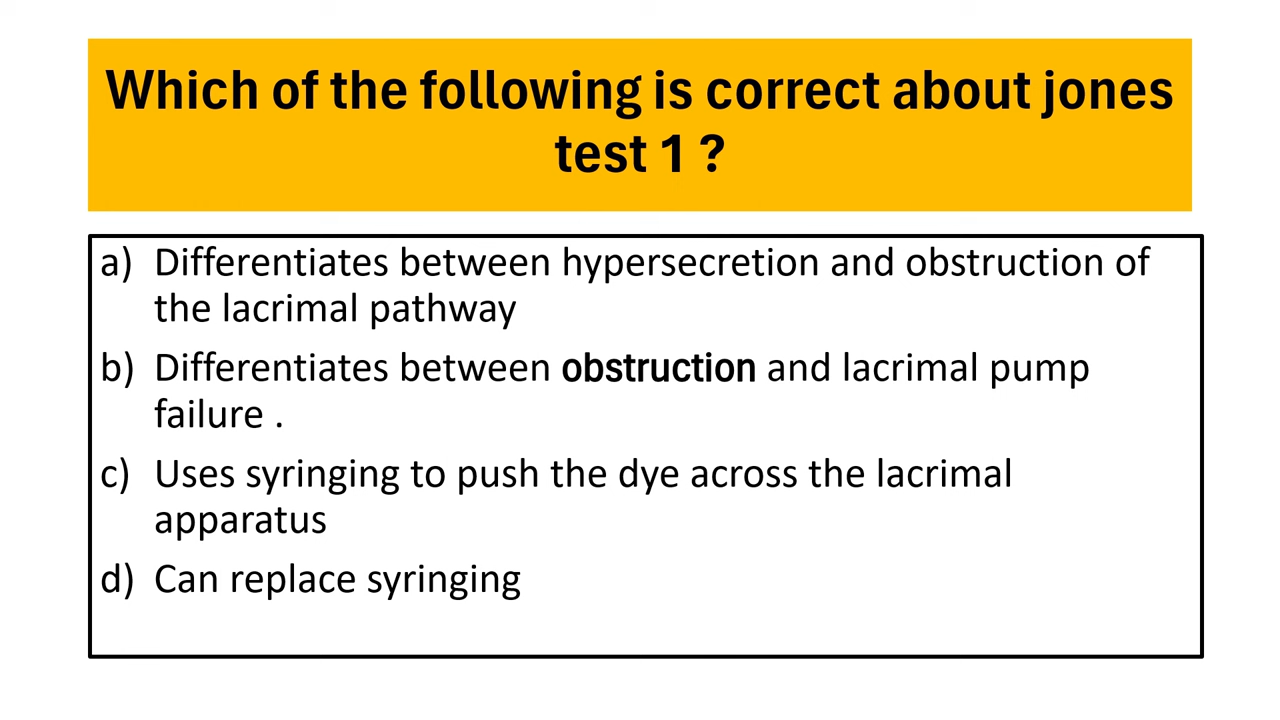 Which of the following is correct about jones
test 1 ?
a) Differentiates between hypersecretion and obstruction of
the lacrimal pathway
b) Differentiates between obstruction and lacrimal pump
failure .
c) Uses syringing to push the dye across the lacrimal
apparatus
d) Can replace syringing